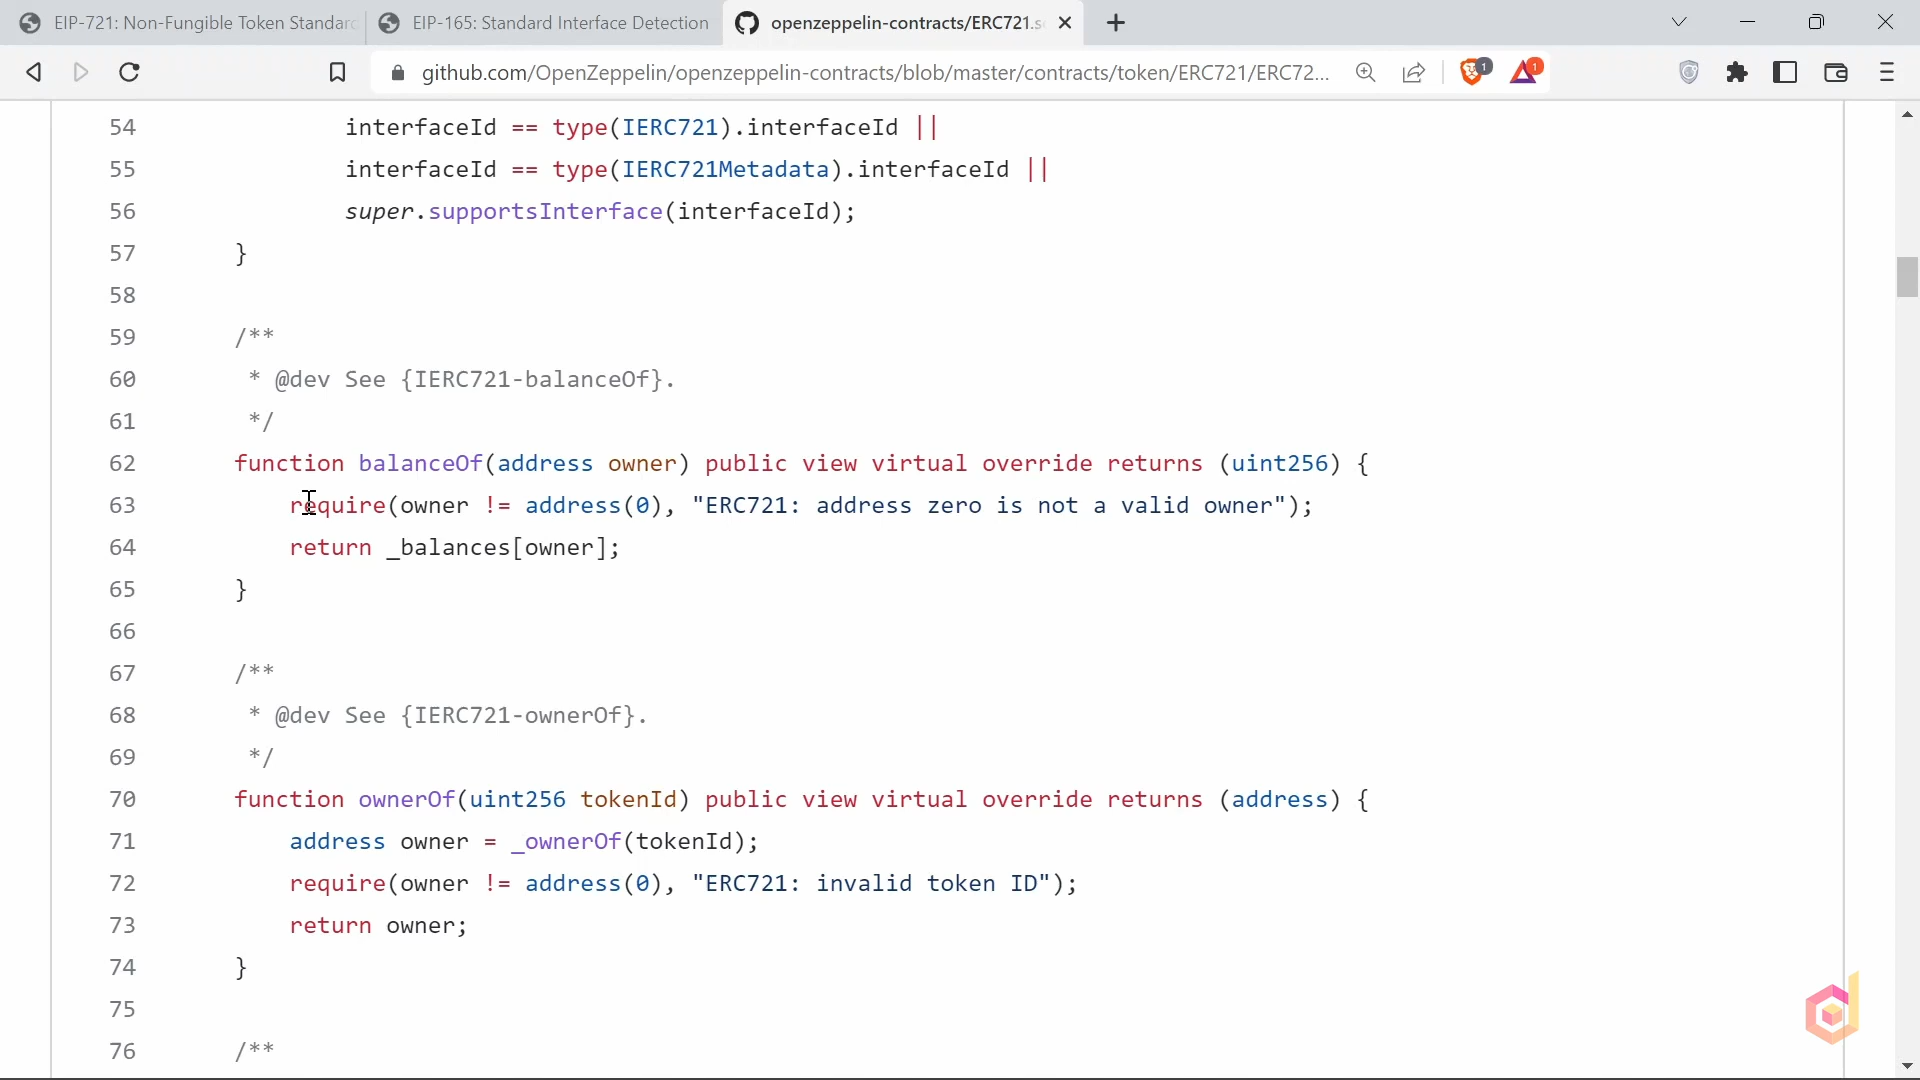 EIP-721: Non-Fungible Token Standard
EIP-165: Standard Interface Detection
openzeppelin-contracts/ERC721.s
github.com/OpenZeppelin/openzeppelin-contracts/blob/master/contracts/token/ERC721/ERC72...
1
1
54 interfaceId == type(IERC721).interfaceId ||
55 interfaceId == type(IERC721Metadata).interfaceId ||
56 super.supportsInterface(interfaceId);
57 }
58
59 /**
60 * @dev See {IERC721-balanceOf}.
61 */
62 function balanceOf(address owner) public view virtual override returns (uint256) {
63 require(owner != address(0), "ERC721: address zero is not a valid owner");
64 return _balances[owner];
65 }
66
67 /**
68 * @dev See {IERC721-ownerOf}.
69 */
70 function ownerOf(uint256 tokenId) public view virtual override returns (address) {
71 address owner = _ownerOf(tokenId);
72 require(owner != address(0), "ERC721: invalid token ID");
73 return owner;
74 }
75
76 /**